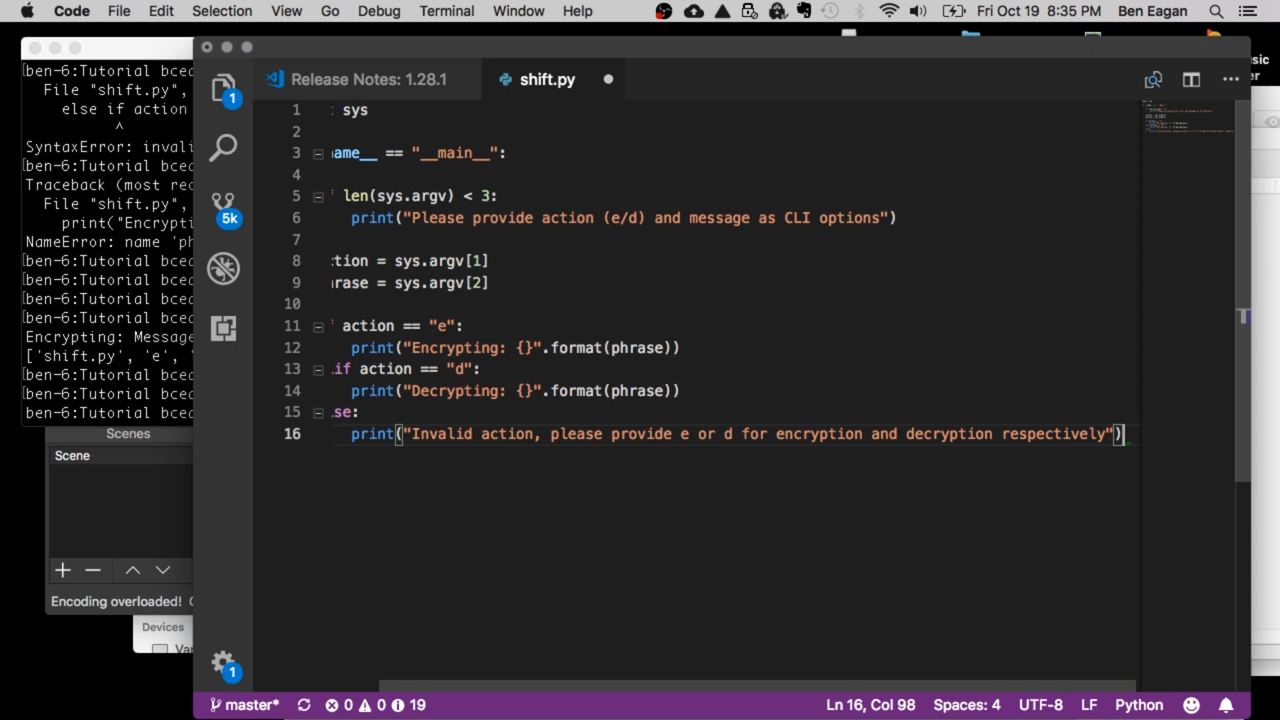 Code File Edit Selection View Go Debug Terminal Window Help Fri Oct 19 8:35 PM Ben Eagan
[ben-6:Tutorial bced
File "shift.py",
else if action
^
SyntaxError: invali
[ben-6:Tutorial bced
Traceback (most rec
File "shift.py",
print("Encrypti
NameError: name 'ph
[ben-6:Tutorial bced
[ben-6:Tutorial bced
[ben-6:Tutorial bced
[ben-6:Tutorial bced
Encrypting: Message
['shift.py', 'e', '
[ben-6:Tutorial bced
[ben-6:Tutorial bced
ben-6:Tutorial bced
Scenes
Scene
Encoding overloaded!
Devices
1
5k
1
Release Notes: 1.28.1 shift.py
1 sys
2
3 ame__ == "__main__":
4
5 len(sys.argv) < 3:
6 print("Please provide action (e/d) and message as CLI options")
7
8 tion = sys.argv[1]
9 rase = sys.argv[2]
10
11 action == "e":
12 print("Encrypting: {}".format(phrase))
13 if action == "d":
14 print("Decrypting: {}".format(phrase))
15 se:
16 print("Invalid action, please provide e or d for encryption and decryption respectively")
master* 0 0 19 Ln 16, Col 98 Spaces: 4 UTF-8 LF Python
sic
er